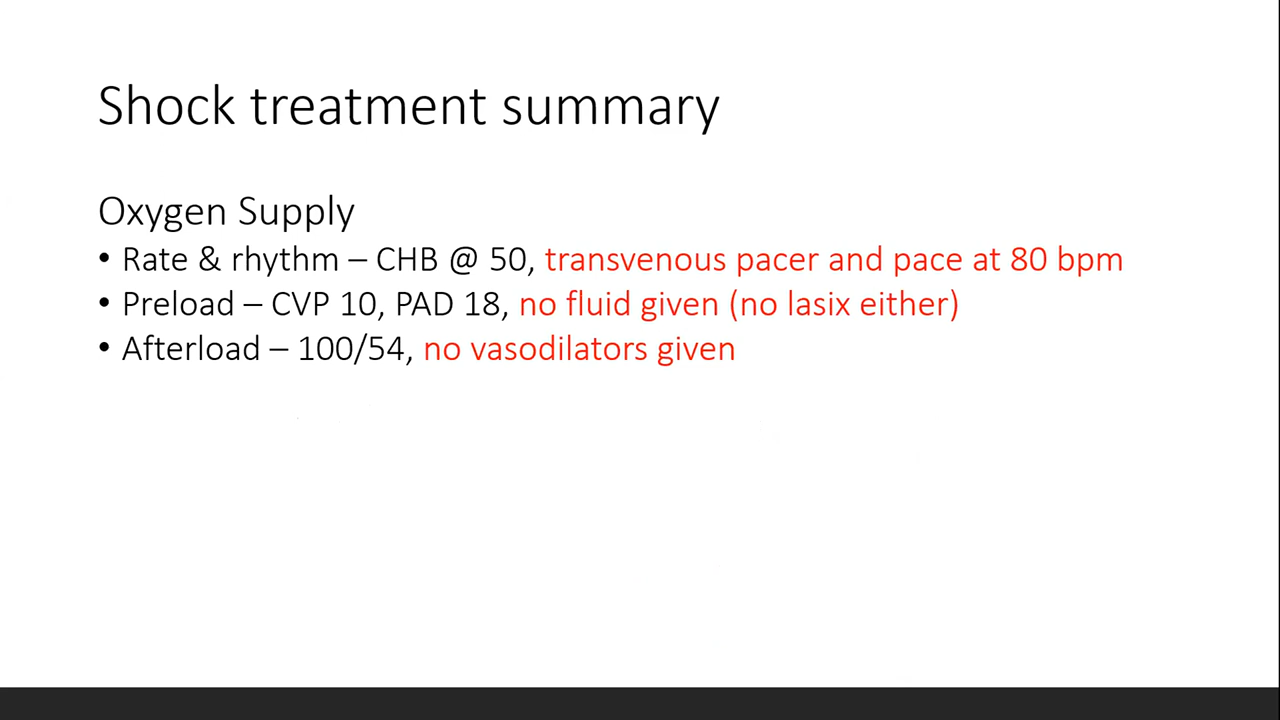 Shock treatment summary
Oxygen Supply
• Rate & rhythm – CHB @ 50, transvenous pacer and pace at 80 bpm
• Preload – CVP 10, PAD 18, no fluid given (no lasix either)
• Afterload – 100/54, no vasodilators given